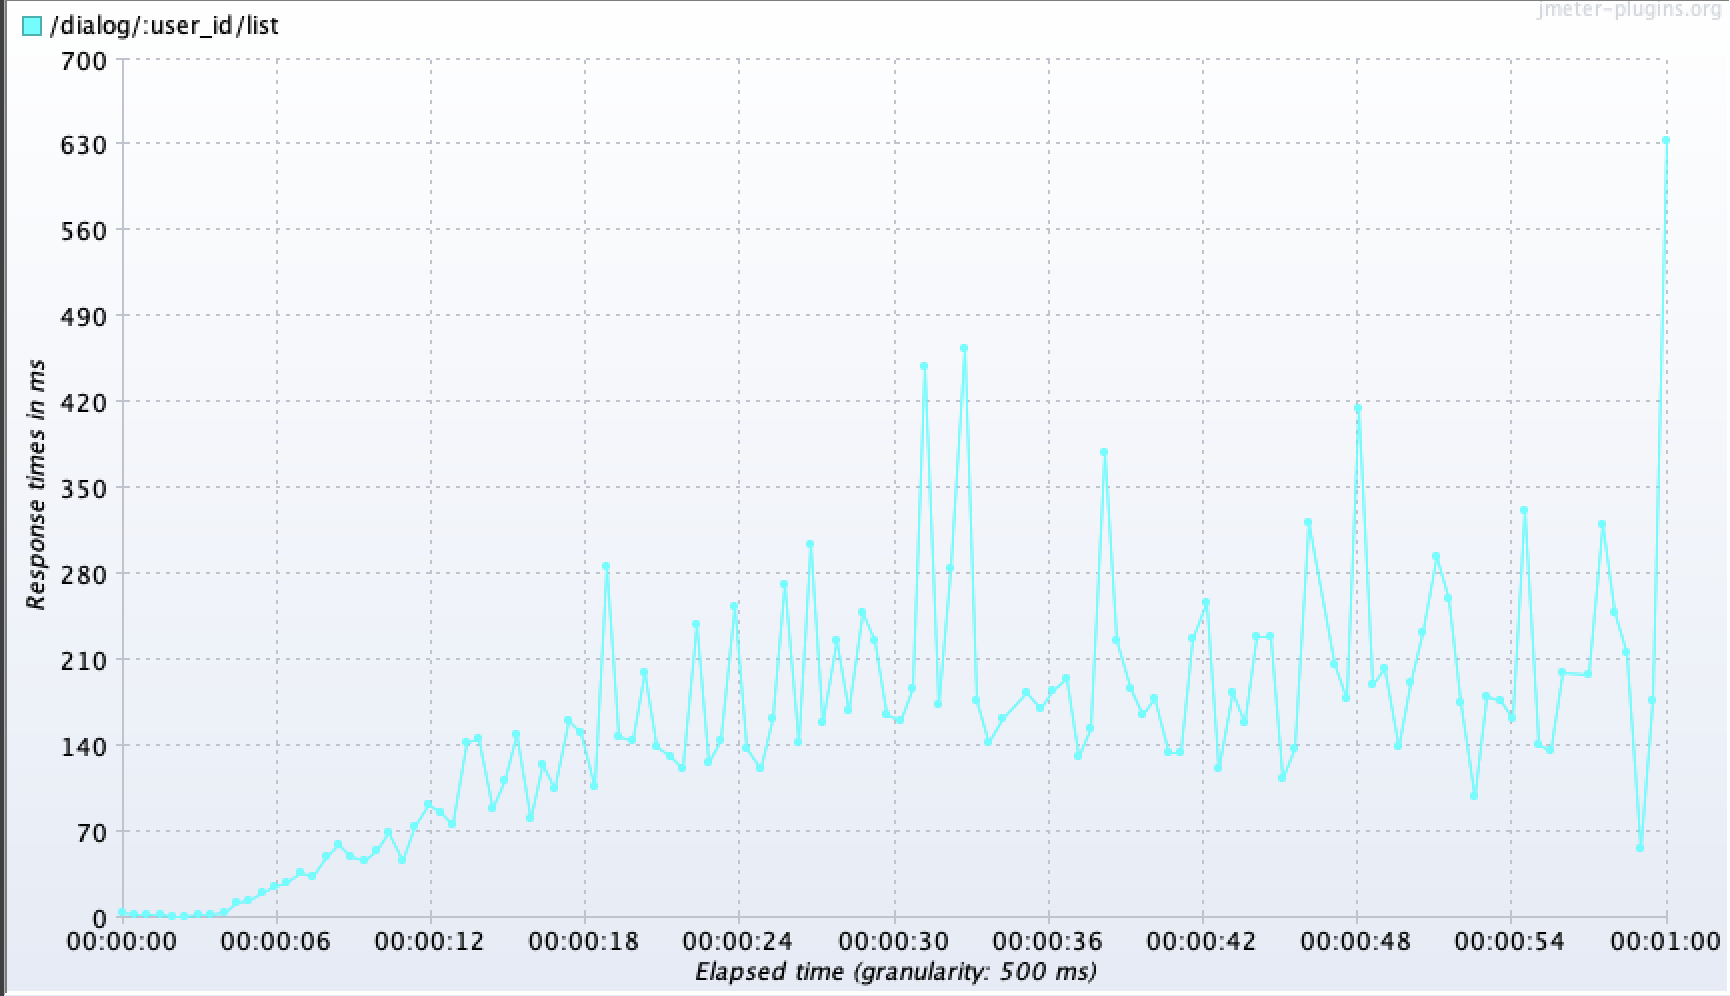 jmeter-plugins.org
/dialog/:user_id/list
700
630
560
490
420
350
280
210
140
70
0
Response times in ms
00:00:00 00:00:06 00:00:12 00:00:18 00:00:24 00:00:30 00:00:36 00:00:42 00:00:48 00:00:54 00:01:00
Elapsed time (granularity: 500 ms)